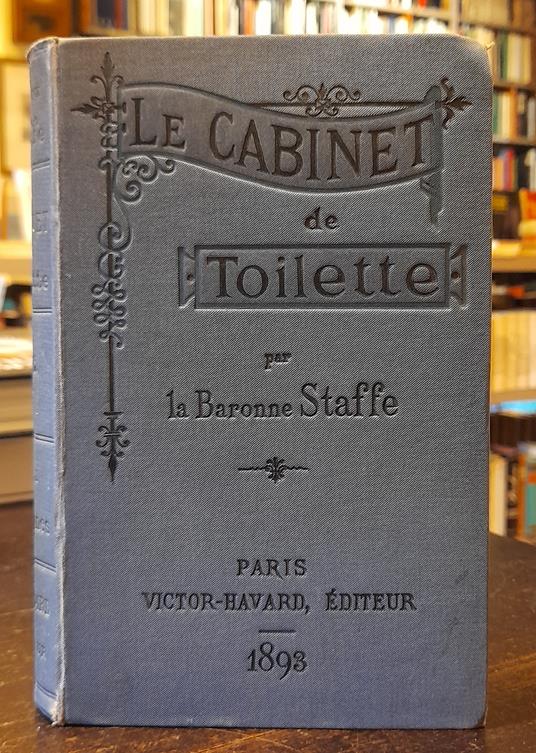 LE CABINET
de
Toilette
par
la Baronne Staffe
PARIS
VICTOR-HAVARD, ÉDITEUR
1893